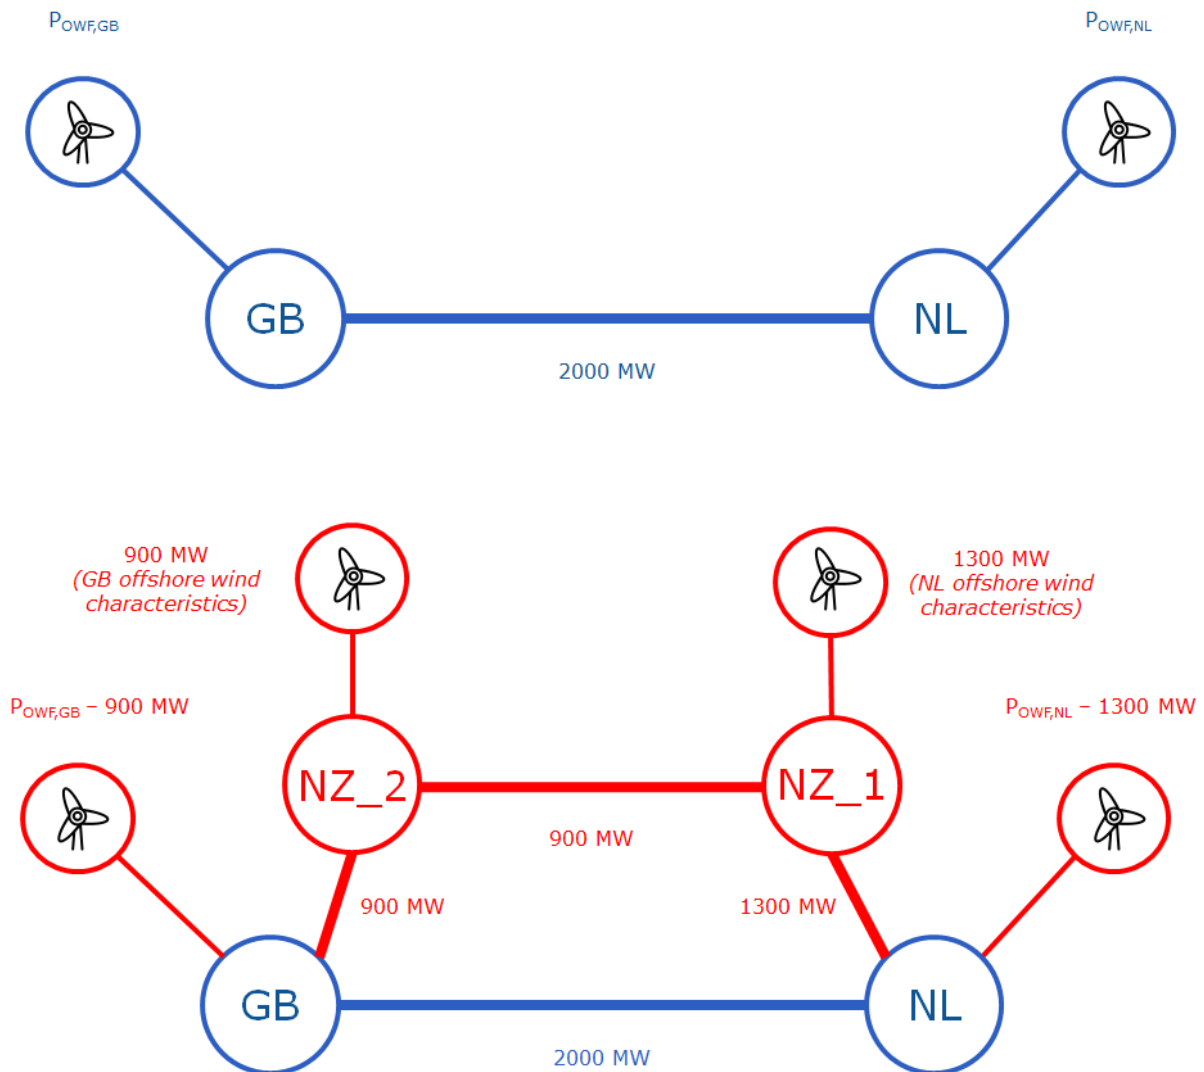 P_OWF,GB
P_OWF,NL
GB
NL
2000 MW
900 MW
(GB offshore wind
characteristics)
1300 MW
(NL offshore wind
characteristics)
P_OWF,GB – 900 MW
P_OWF,NL – 1300 MW
NZ_2
NZ_1
900 MW
900 MW
1300 MW
GB
NL
2000 MW